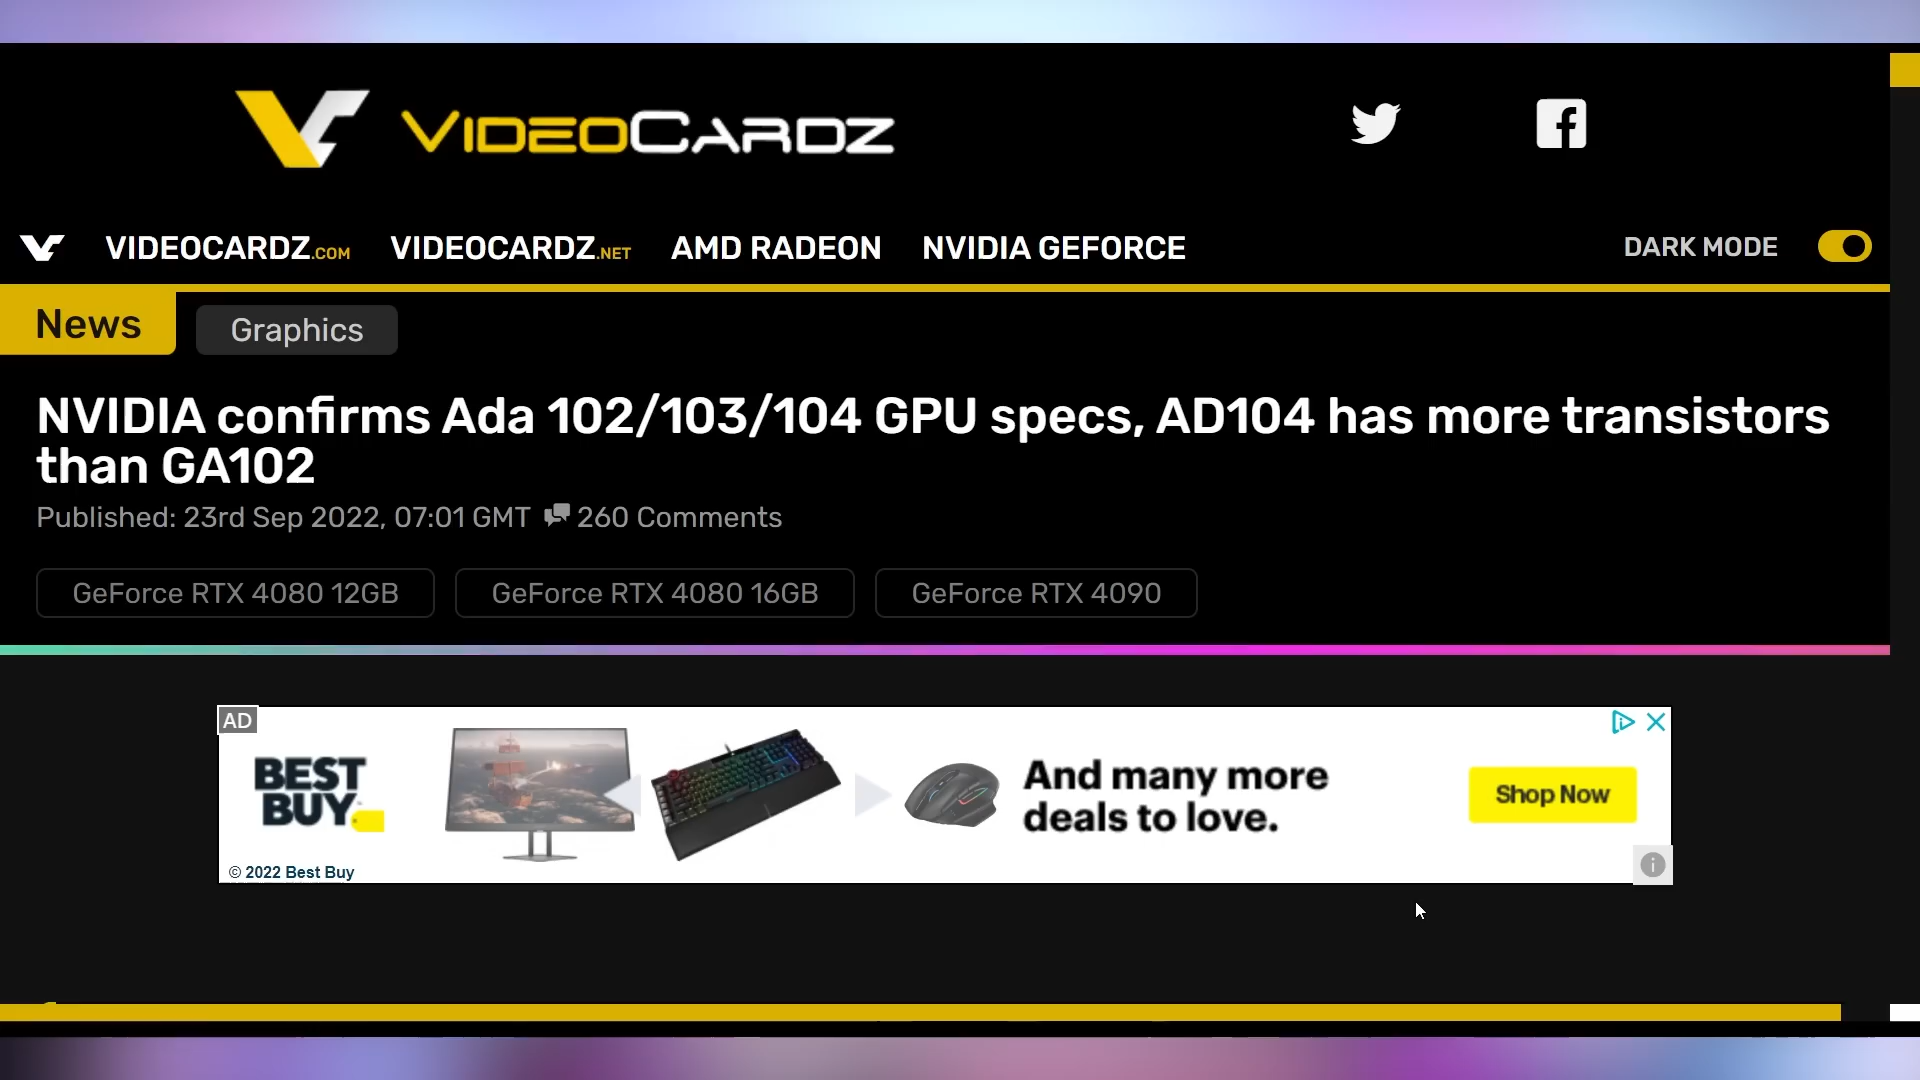 VIDEOCARDZ
VIDEOCARDZ.COM VIDEOCARDZ.NET AMD RADEON NVIDIA GEFORCE DARK MODE
News Graphics
NVIDIA confirms Ada 102/103/104 GPU specs, AD104 has more transistors
than GA102
Published: 23rd Sep 2022, 07:01 GMT 260 Comments
GeForce RTX 4080 12GB GeForce RTX 4080 16GB GeForce RTX 4090
AD
BEST
BUY
And many more
deals to love.
Shop Now
© 2022 Best Buy